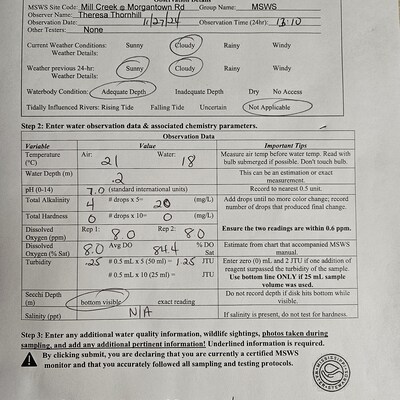 Observation Details
MSWS Site Code: Mill Creek @ Morgantown Rd Group Name: MSWS
Observer Name: Theresa Thornhill
Observation Date: 11/27/24 Observation Time (24hr): 13:10
Other Testers: None
Current Weather Conditions: Sunny Cloudy Rainy Windy
Weather Details:
Weather previous 24-hr: Sunny Cloudy Rainy Windy
Weather Details:
Waterbody Condition: Adequate Depth Inadequate Depth Dry No Access
Tidally Influenced Rivers: Rising Tide Falling Tide Uncertain Not Applicable
Step 2: Enter water observation data & associated chemistry parameters.
Observation Data
Variable Value Important Tips
Temperature (°C) Air: 21 Water: 18 Measure air temp before water temp. Read with bulb submerged if possible. Don't touch bulb.
Water Depth (m) .2 This can be an estimation or exact measurement.
pH (0-14) 7.0 (standard international units) Record to nearest 0.5 unit.
Total Alkalinity 4 # drops x 5= 20 (mg/L) Add drops until no more color change; record number of drops that produced final change.
Total Hardness 0 # drops x 10= 0 (mg/L)
Dissolved Oxygen (ppm) Rep 1: 8.0 Rep 2: 8.0 Ensure the two readings are within 0.6 ppm.
Dissolved Oxygen (% Sat) 8.0 Avg DO 84.4 % DO Sat Estimate from chart that accompanied MSWS manual.
Turbidity .25 # 0.5 mL x 5 (50 ml) = 1.25 JTU Enter zero (0) mL and 2 JTU if one addition of reagent surpassed the turbidity of the sample.
# 0.5 mL x 10 (25 ml) = JTU Use bottom line ONLY if 25 mL sample volume was used.
Secchi Depth (m) bottom visible exact reading Do not record depth if disk hits bottom while visible.
Salinity (ppt) N/A If salinity is present, do not test for hardness.
Step 3: Enter any additional water quality information, wildlife sightings, photos taken during
sampling, and add any additional pertinent information! Underlined information is required.
By clicking submit, you are declaring that you are currently a certified MSWS
monitor and that you accurately followed all sampling and testing protocols.